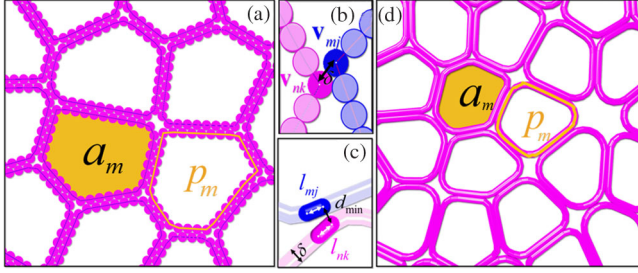 (a)
a_m
p_m
(b)
v_mj
v_nk
δ
(c)
l_mj
d_min
l_nk
δ
(d)
a_m
p_m